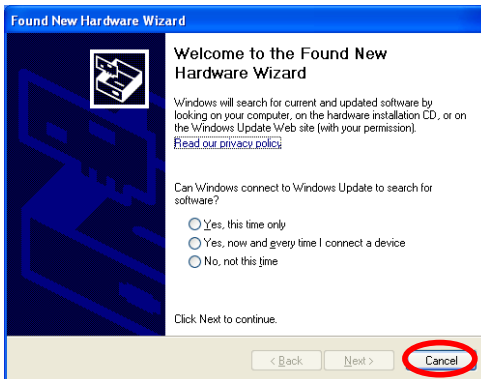 Found New Hardware Wizard
Welcome to the Found New
Hardware Wizard
Windows will search for current and updated software by
looking on your computer, on the hardware installation CD, or on
the Windows Update Web site (with your permission).
Read our privacy policy
Can Windows connect to Windows Update to search for
software?
Yes, this time only
Yes, now and every time I connect a device
No, not this time
Click Next to continue.
< Back Next > Cancel